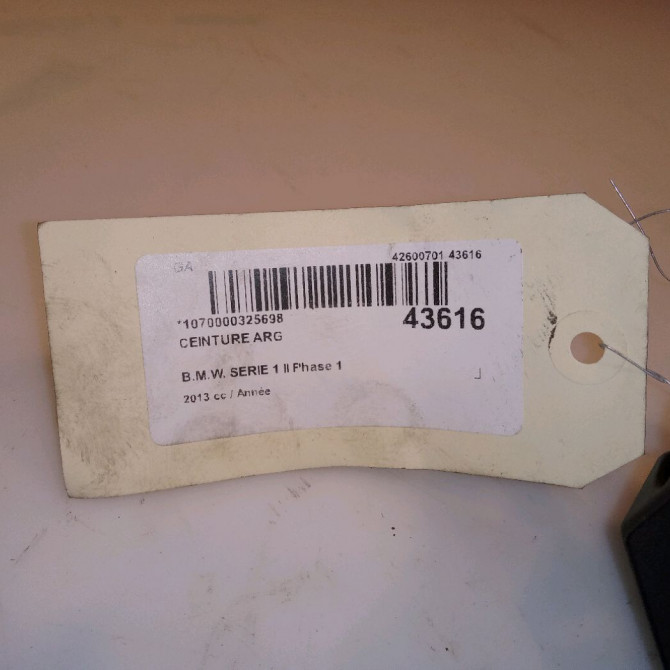 GA 42600701 43616
*1070000325698 43616
CEINTURE ARG
B.M.W. SERIE 1 II Phase 1
2013 cc / Année